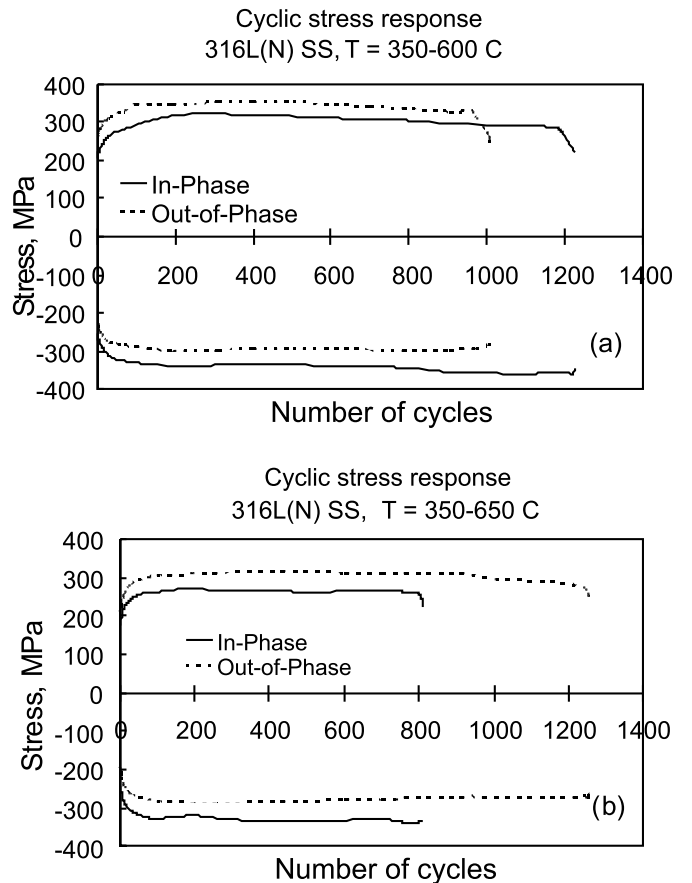 Cyclic stress response
316L(N) SS, T = 350-600 C
400
300
200
100
0
-100
-200
-300
-400
Stress, MPa
In-Phase
Out-of-Phase
0 200 400 600 800 1000 1200 1400
(a)
Number of cycles
Cyclic stress response
316L(N) SS, T = 350-650 C
400
300
200
100
0
-100
-200
-300
-400
Stress, MPa
In-Phase
Out-of-Phase
0 200 400 600 800 1000 1200 1400
(b)
Number of cycles